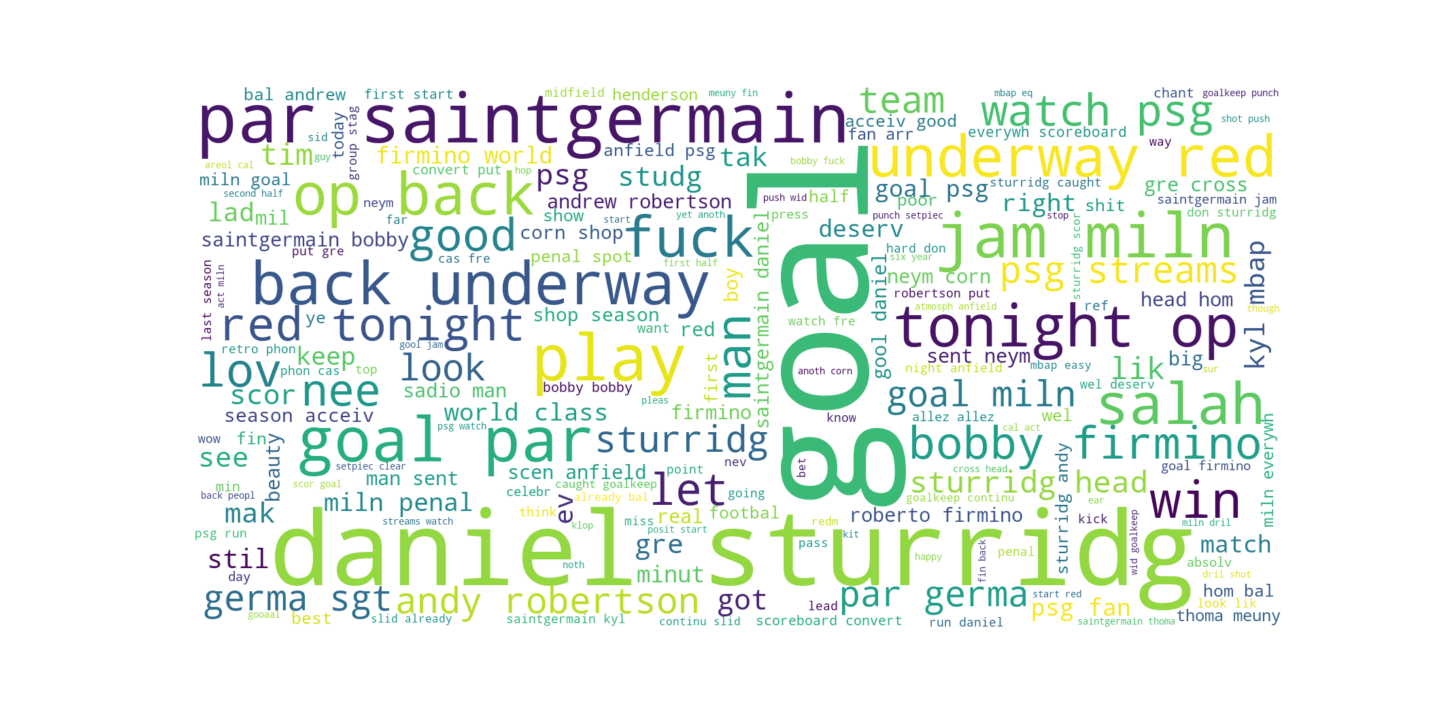 bal andrew
first start
midfield henderson
meuny fin
team
watch psg
mbap eq
chant
goalkeep punch
par saintgermain
acceiv good
fan arr
everywh scoreboard
shot push
sid
today
group stag
tim
guy
areol cal
firmino world
anfield psg
tak
bobby fuck
underway red
way
miln goal
second half
convert put
hop
psg
studg
push wid
half
goal psg
sturridg caught
gre cross
op back
neym
andrew robertson
poor
right
shit
saintgermain jam
lad
mil
far
show
start
yet anoth
press
punch setpiec
stop
don sturridg
saintgermain bobby
good
corn shop
fuck
deserv
jam miln
put gre
cas fre
penal spot
first half
hard don
six year
sturridg scor
mbap
last season
act miln
back underway
boy
saintgermain daniel
goal
gool daniel
neym corn
psg streams
robertson put
head hom
red tonight
ye
shop season
want
red
man
watch fre
atmosph anfield
ref
though
tonight op
kyl
retro phon
gool jam
keep
look
play
first
sent neym
lov
phon cas
top
night anfield
mbap easy
big
sur
scor
nee
sadio man
bobby bobby
pleas
anoth corn
lik
wel deserv
goal miln
season acceiv
world class
firmino
know
allez allez
wel
salah
wow
fin
psg watch
cal act
miln everywh
see
beauty
goal par
sturridg
bobby firmino
setpiec clear
scen anfield
point
nev
bet
cross head
goal firmino
min
scor goal
man sent
caught goalkeep
let
going
sturridg head
back peopl
miln penal
celebr
already bal
goalkeep continu
ear
win
mak
streams watch
think
ev
miss
real
footbal
roberto firmino
kick
miln dril
psg run
klop
posit start
redm
kit
pass
sturridg andy
stil
gre
match
day
daniel sturridg
noth
minut
happy
fin back
penal
wid goalkeep
absolv
dril shot
germa sgt
andy robertson
got
lead
par germa
start red
psg fan
hom bal
look lik
gooaal
best
slid already
saintgermain kyl
continu slid
scoreboard convert
run daniel
saintgermain thoma
thoma meuny